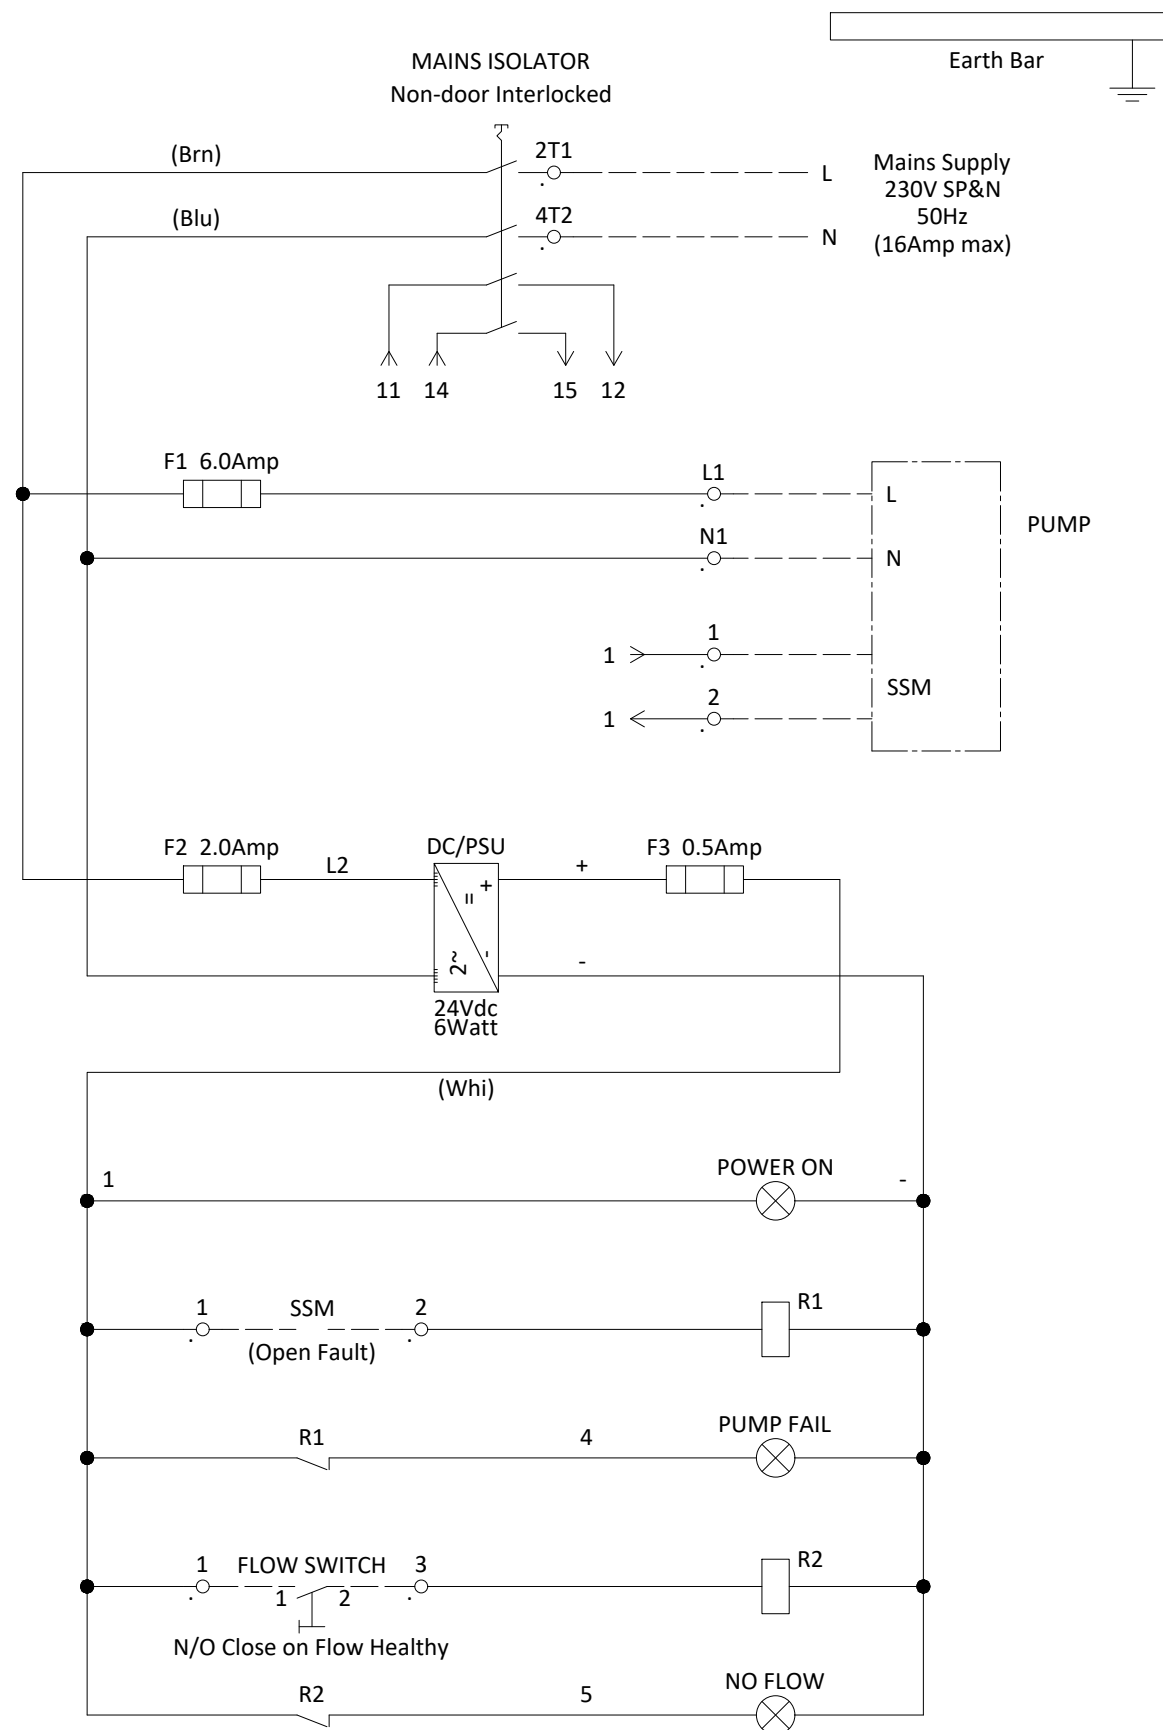 Earth Bar
MAINS ISOLATOR
Non-door Interlocked
(Brn)
2T1
L
(Blu)
4T2
N
Mains Supply
230V SP&N
50Hz
(16Amp max)
11
14
15
12
F1 6.0Amp
L1
L
N1
N
PUMP
1
1
SSM
2
1
F2 2.0Amp
L2
DC/PSU
=
+
2~
-
24Vdc
6Watt
+
F3 0.5Amp
-
(Whi)
1
POWER ON
-
1
SSM
2
R1
(Open Fault)
R1
4
PUMP FAIL
1
FLOW SWITCH
3
R2
1
2
N/O Close on Flow Healthy
R2
5
NO FLOW